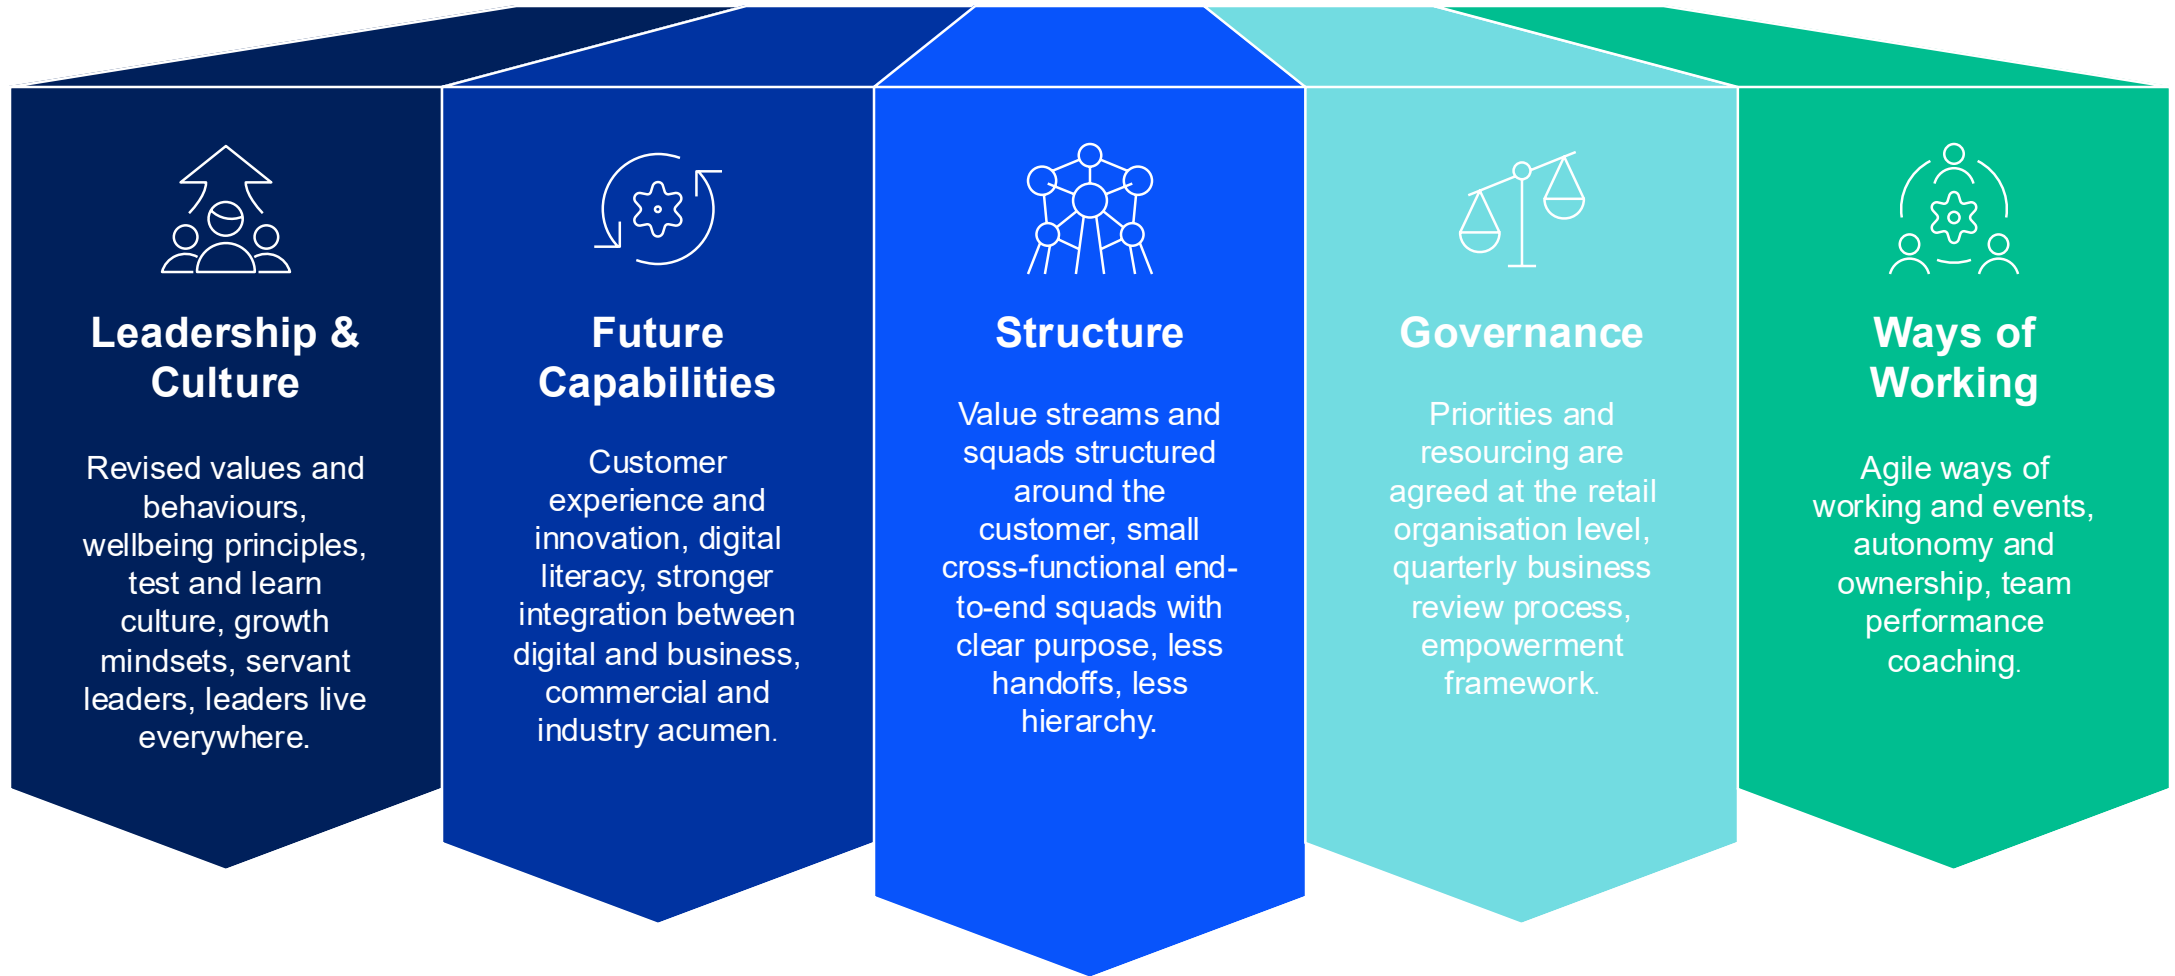 Leadership &
Culture
Revised values and
behaviours,
wellbeing principles,
test and learn
culture, growth
mindsets, servant
leaders, leaders live
everywhere.
Future
Capabilities
Customer
experience and
innovation, digital
literacy, stronger
integration between
digital and business,
commercial and
industry acumen.
Structure
Value streams and
squads structured
around the
customer, small
cross-functional end-
to-end squads with
clear purpose, less
handoffs, less
hierarchy.
Governance
Priorities and
resourcing are
agreed at the retail
organisation level,
quarterly business
review process,
empowerment
framework.
Ways of
Working
Agile ways of
working and events,
autonomy and
ownership, team
performance
coaching.